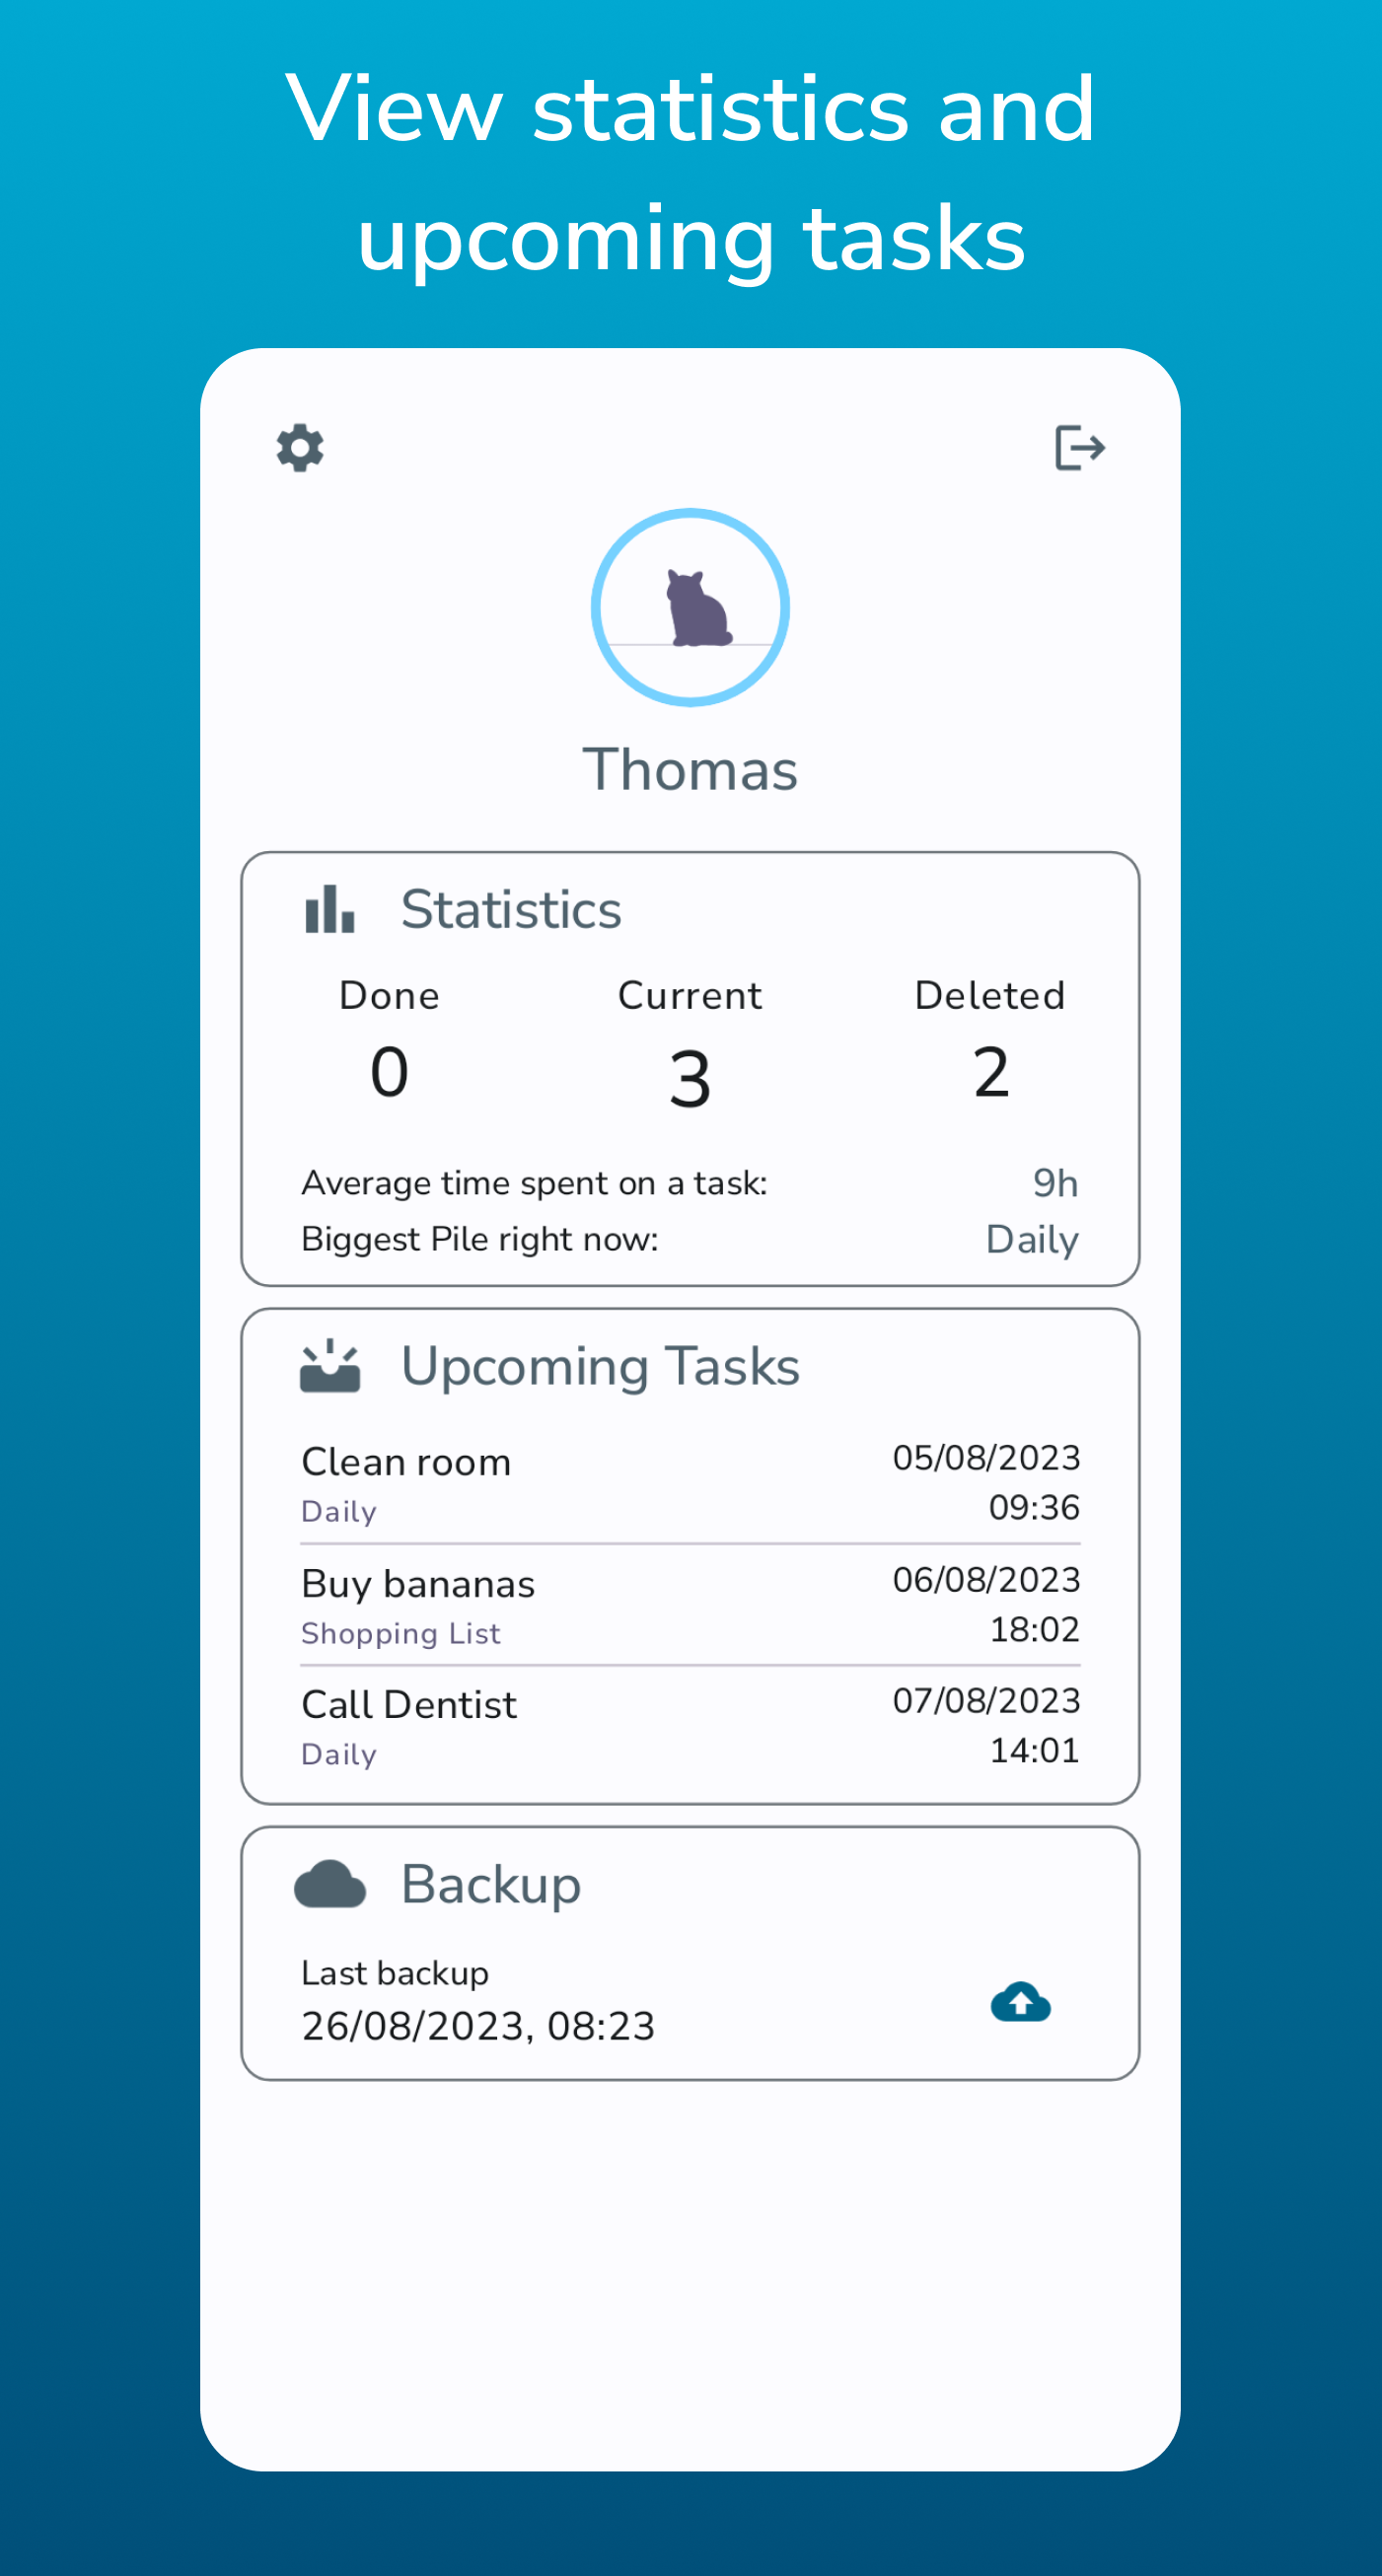 View statistics and
upcoming tasks
Thomas
Statistics
Done Current Deleted
0 3 2
Average time spent on a task: 9h
Biggest Pile right now: Daily
Upcoming Tasks
Clean room 05/08/2023
Daily 09:36
Buy bananas 06/08/2023
Shopping List 18:02
Call Dentist 07/08/2023
Daily 14:01
Backup
Last backup
26/08/2023, 08:23